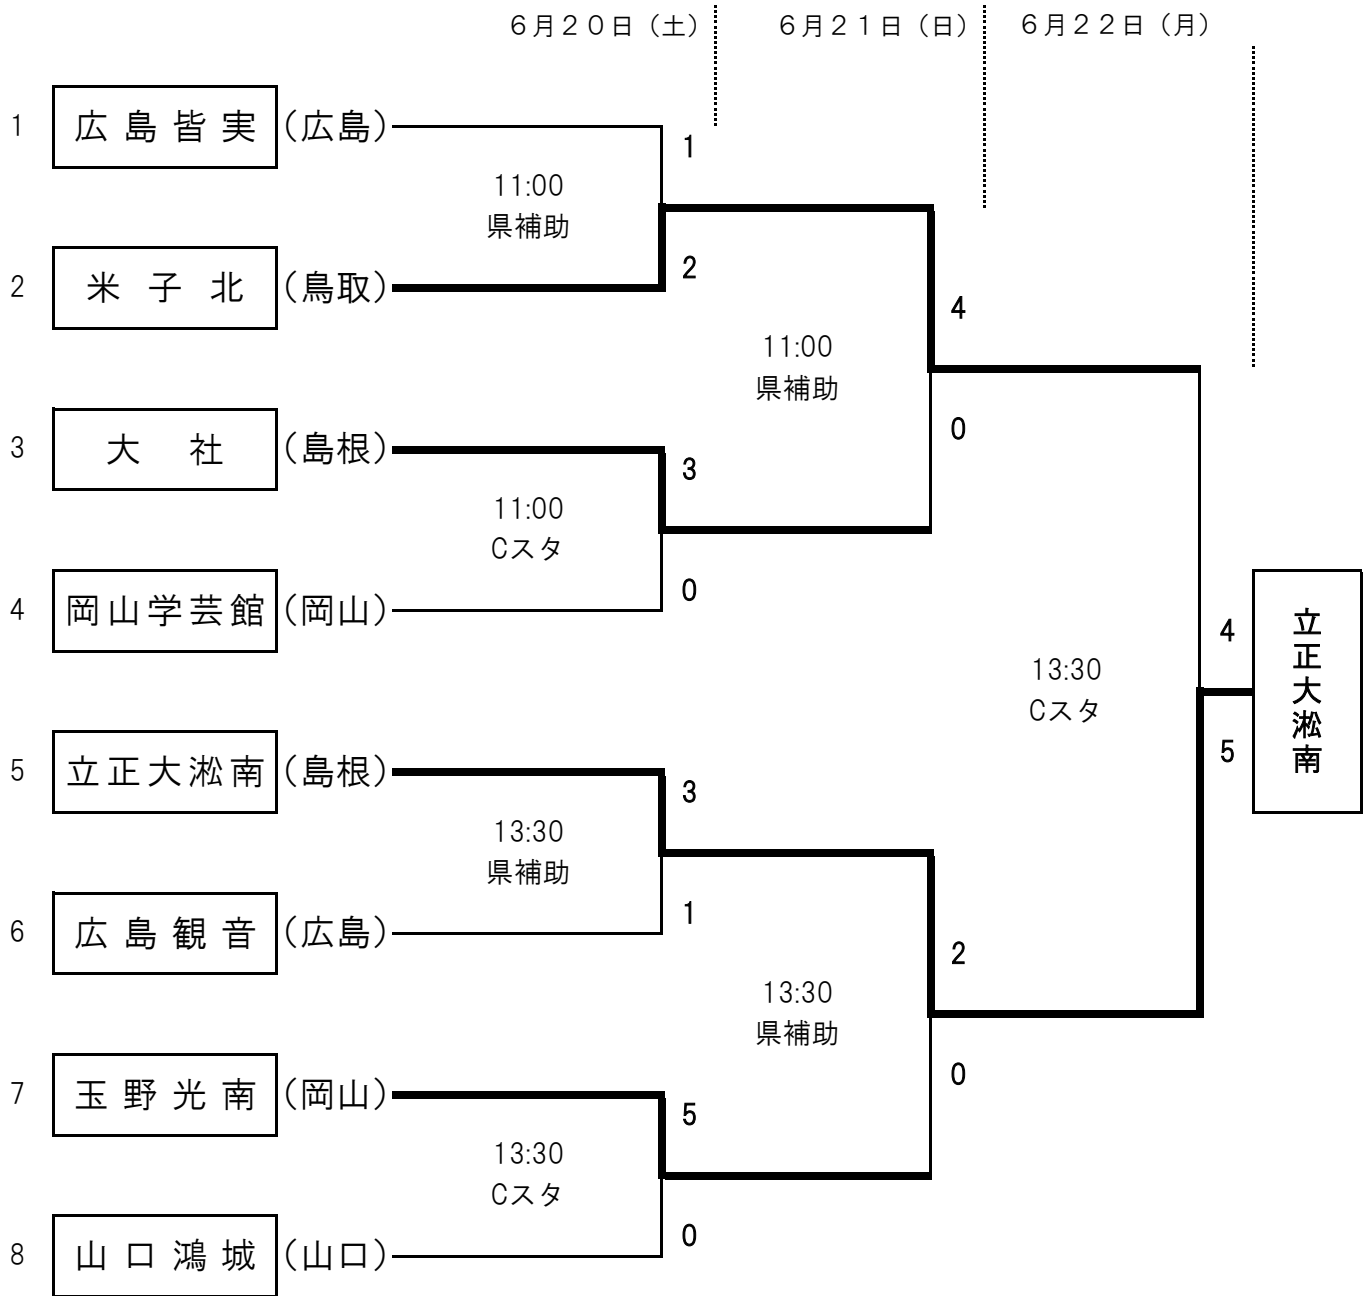 ６月２０日（土） ６月２１日（日） ６月２２日（月）
1 広島皆実 （広島）
1
11:00
県補助
2 米子北 （鳥取）
2
4
11:00
県補助
3 大社 （島根）
0
3
11:00
Cスタ
4 岡山学芸館 （岡山）
0
4
立正大淞南
13:30
Cスタ
5
5 立正大淞南 （島根）
3
13:30
県補助
6 広島観音 （広島）
1
2
13:30
県補助
0
7 玉野光南 （岡山）
5
13:30
Cスタ
0
8 山口鴻城 （山口）